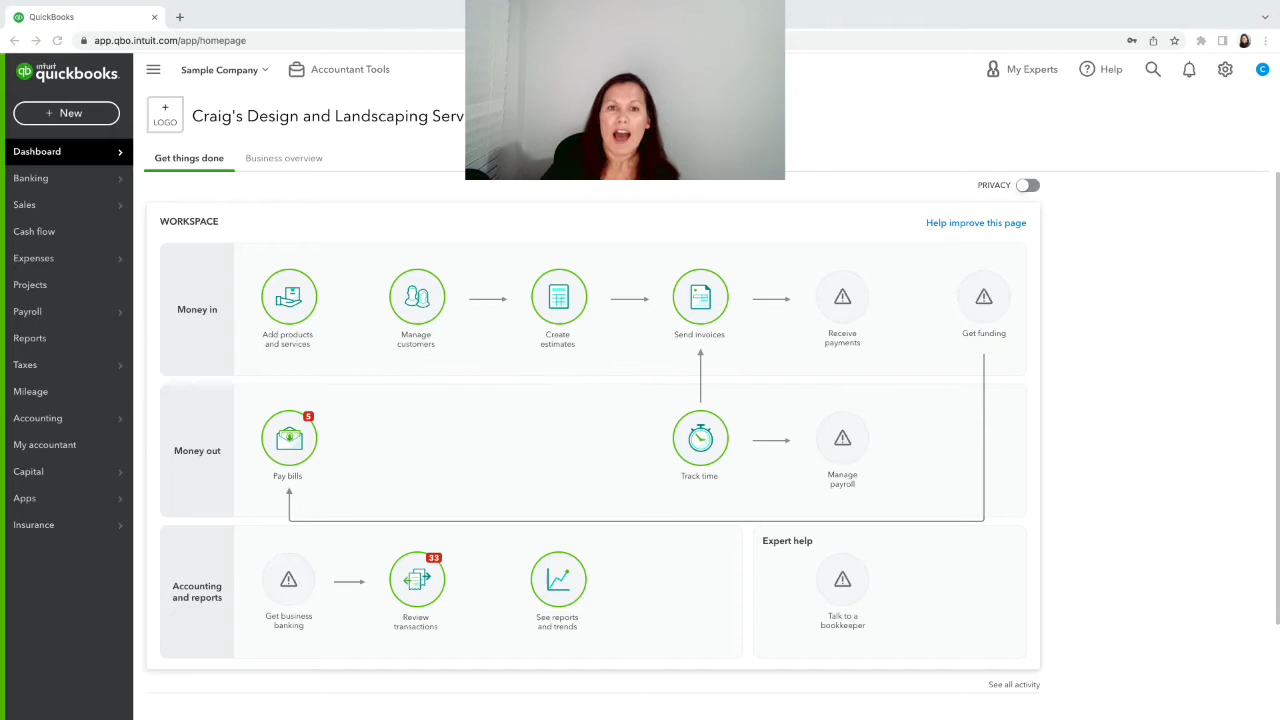 QuickBooks
app.qbo.intuit.com/app/homepage
qb intuit quickbooks.
Sample Company
Accountant Tools
My Experts
Help
C
+ New
+ LOGO
Craig's Design and Landscaping Serv
Get things done
Business overview
PRIVACY
Dashboard
Banking
Sales
Cash flow
Expenses
Projects
Payroll
Reports
Taxes
Mileage
Accounting
My accountant
Capital
Apps
Insurance
WORKSPACE
Help improve this page
Money in
Add products
and services
Manage
customers
Create
estimates
Send invoices
Receive
payments
Get funding
Money out
5
Pay bills
Track time
Manage
payroll
Accounting
and reports
Get business
banking
33
Review
transactions
See reports
and trends
Expert help
Talk to a
bookkeeper
See all activity